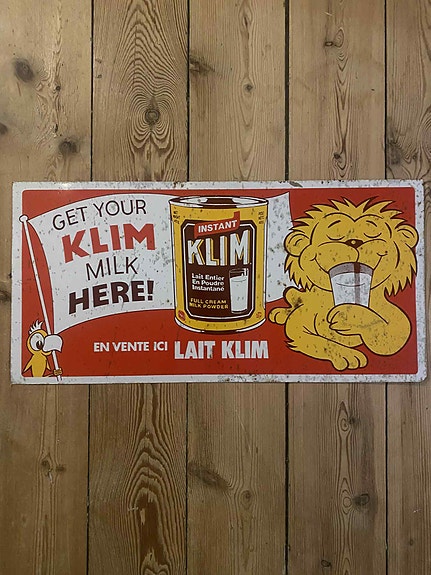 GET YOUR
KLIM
MILK
HERE!
INSTANT
KLIM
Lait Entier
En Poudre
Instantané
FULL CREAM
MILK POWDER
EN VENTE ICI LAIT KLIM